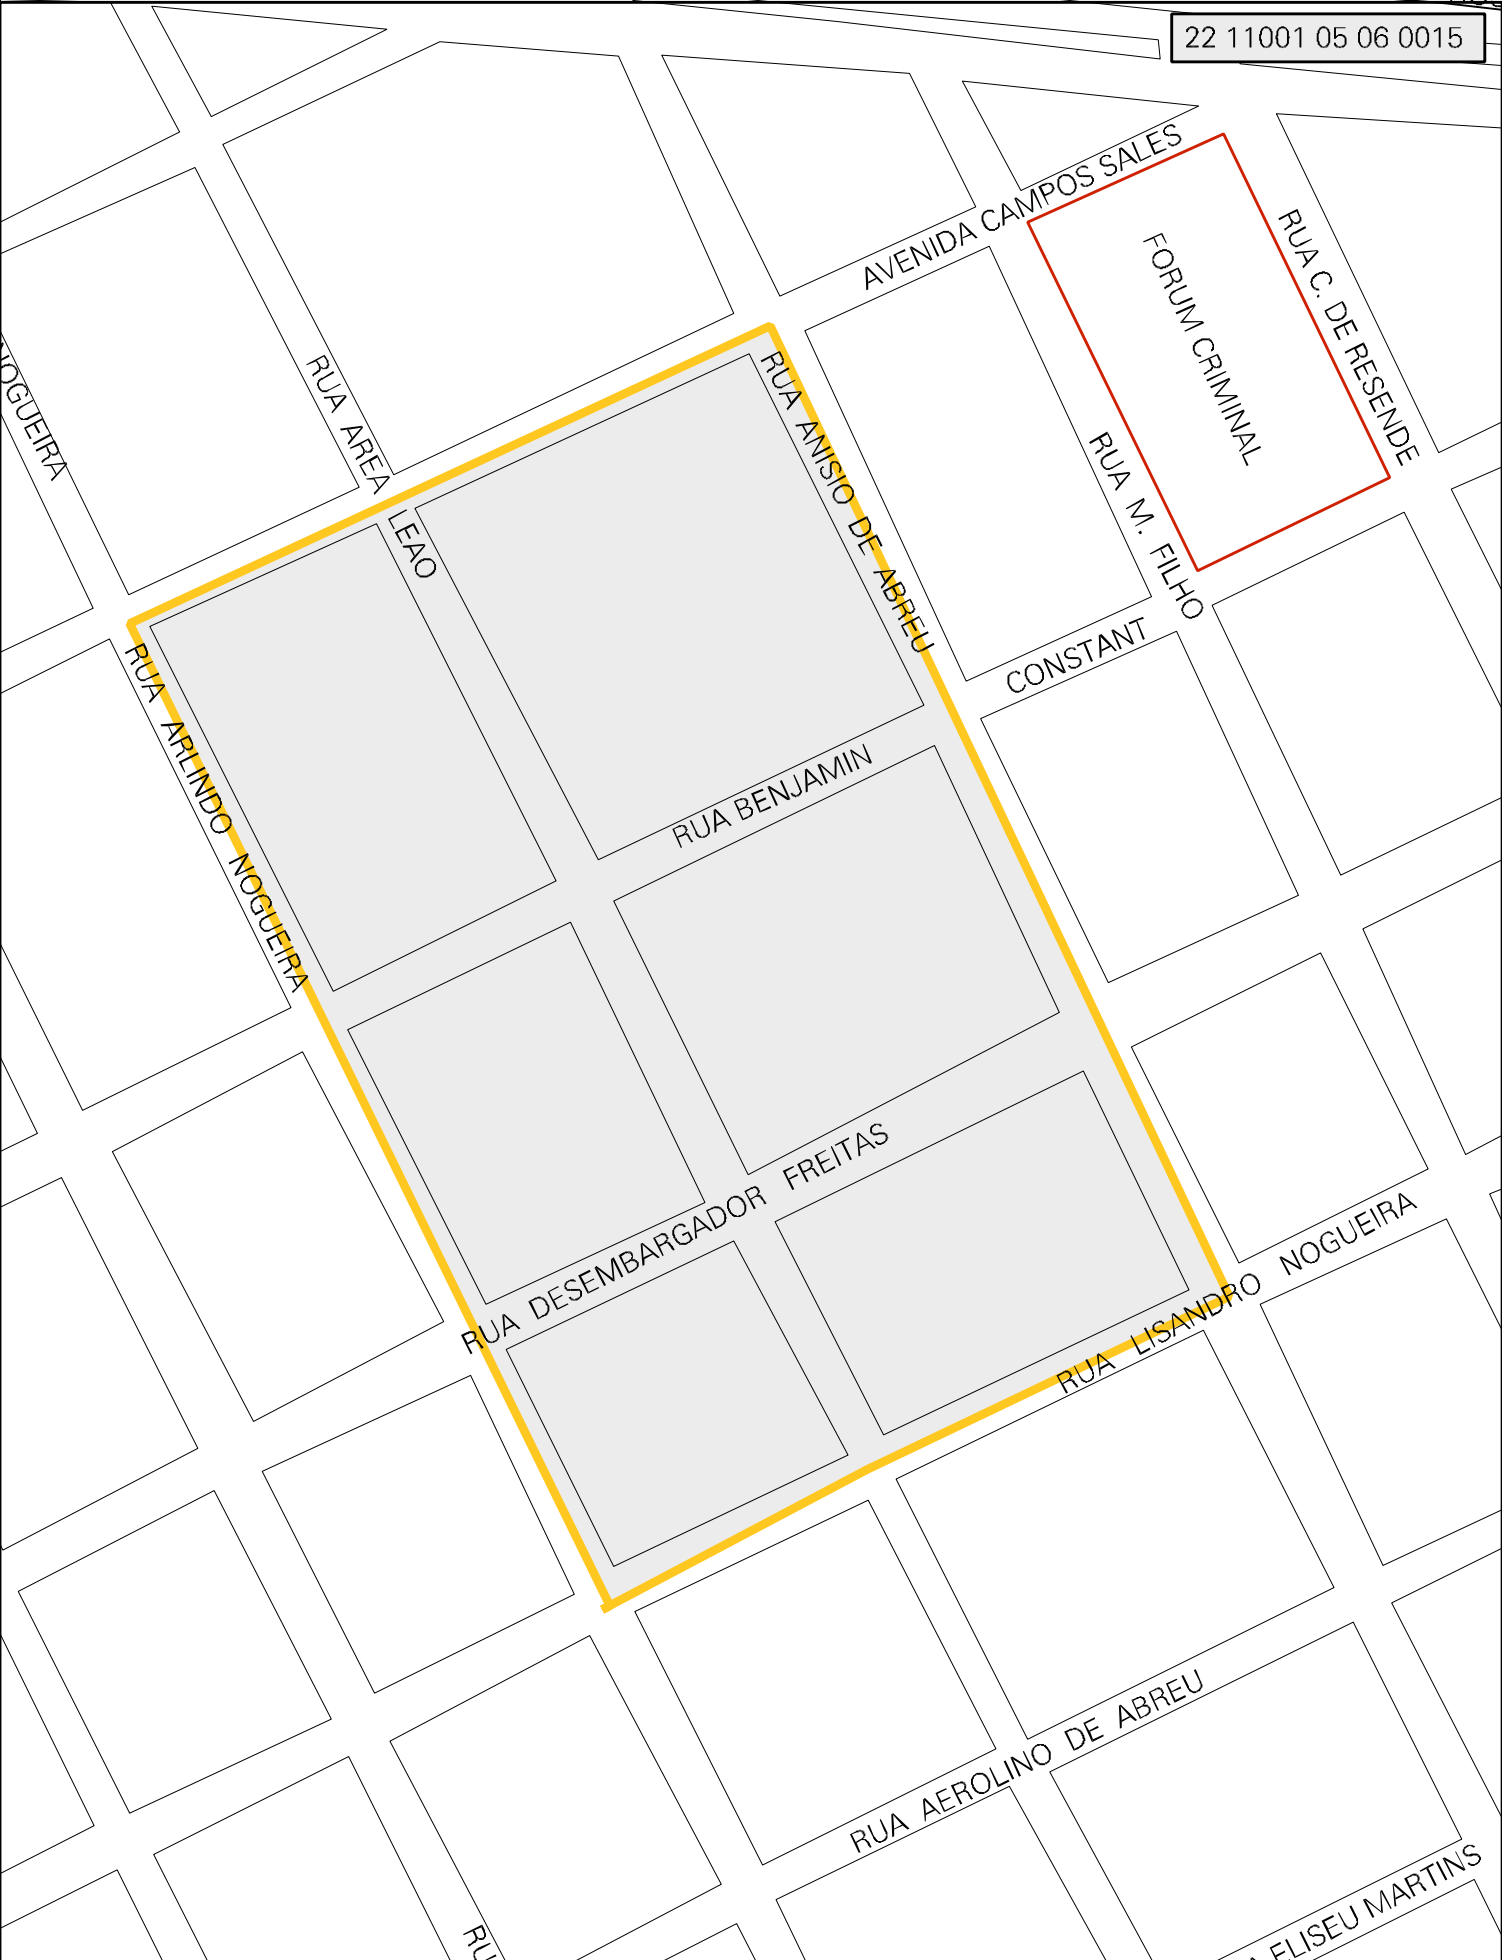 22 11001 05 06 0015
AVENIDA CAMPOS SALES
RUA C. DE RESENDE
FORUM CRIMINAL
RUA M. FILHO
NOGUEIRA
RUA AREA LEAO
RUA ANISIO DE ABREU
RUA ARLINDO NOGUEIRA
RUA BENJAMIN CONSTANT
RUA DESEMBARGADOR FREITAS
RUA LISANDRO NOGUEIRA
RUA AEROLINO DE ABREU
ELISEU MARTINS